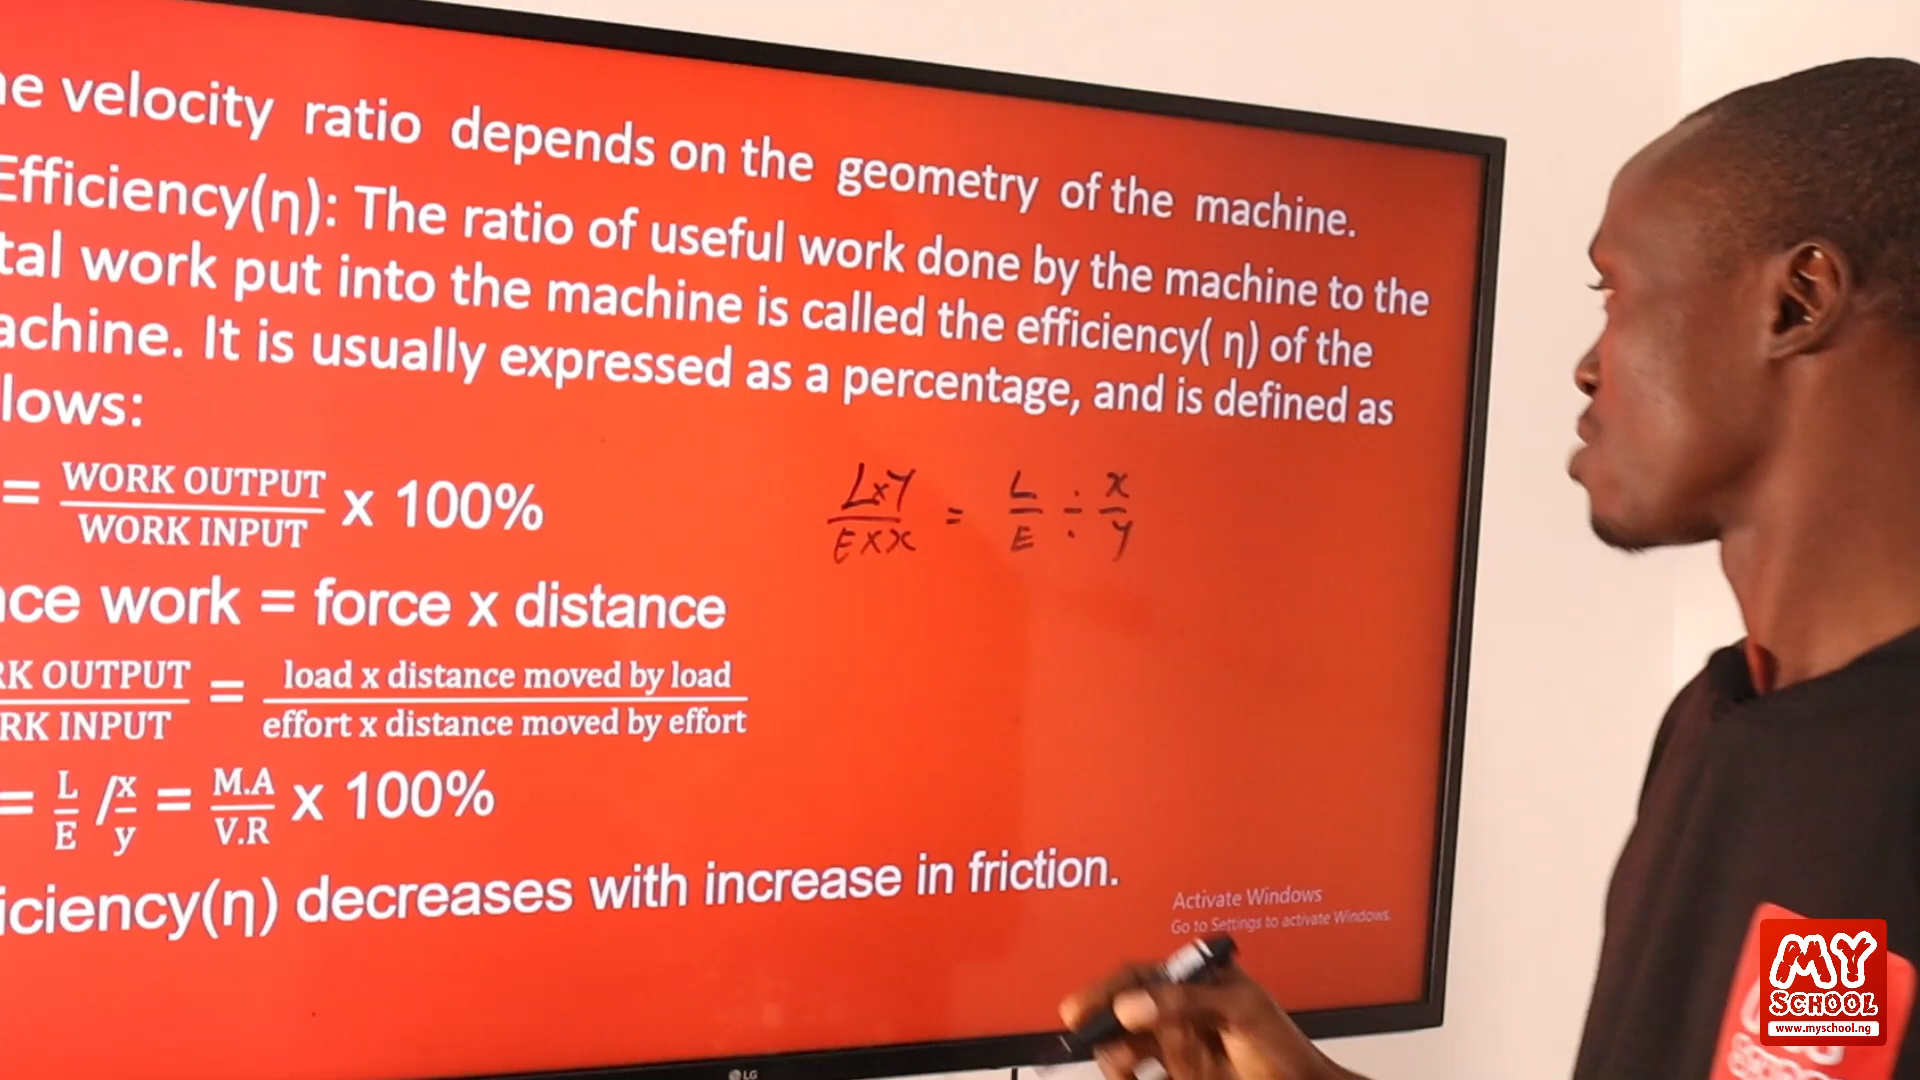 he velocity ratio depends on the geometry of the machine.
Efficiency(η): The ratio of useful work done by the machine to the
tal work put into the machine is called the efficiency( η) of the
achine. It is usually expressed as a percentage, and is defined as
llows:
= WORK OUTPUT / WORK INPUT x 100%
L x Y / E x X = L / E ÷ X / Y
nce work = force x distance
RK OUTPUT / RK INPUT = load x distance moved by load / effort x distance moved by effort
= L/E / x/y = M.A / V.R x 100%
iciency(η) decreases with increase in friction.
Activate Windows
Go to Settings to activate Windows.
LG
MY
SCHOOL
www.myschool.ng